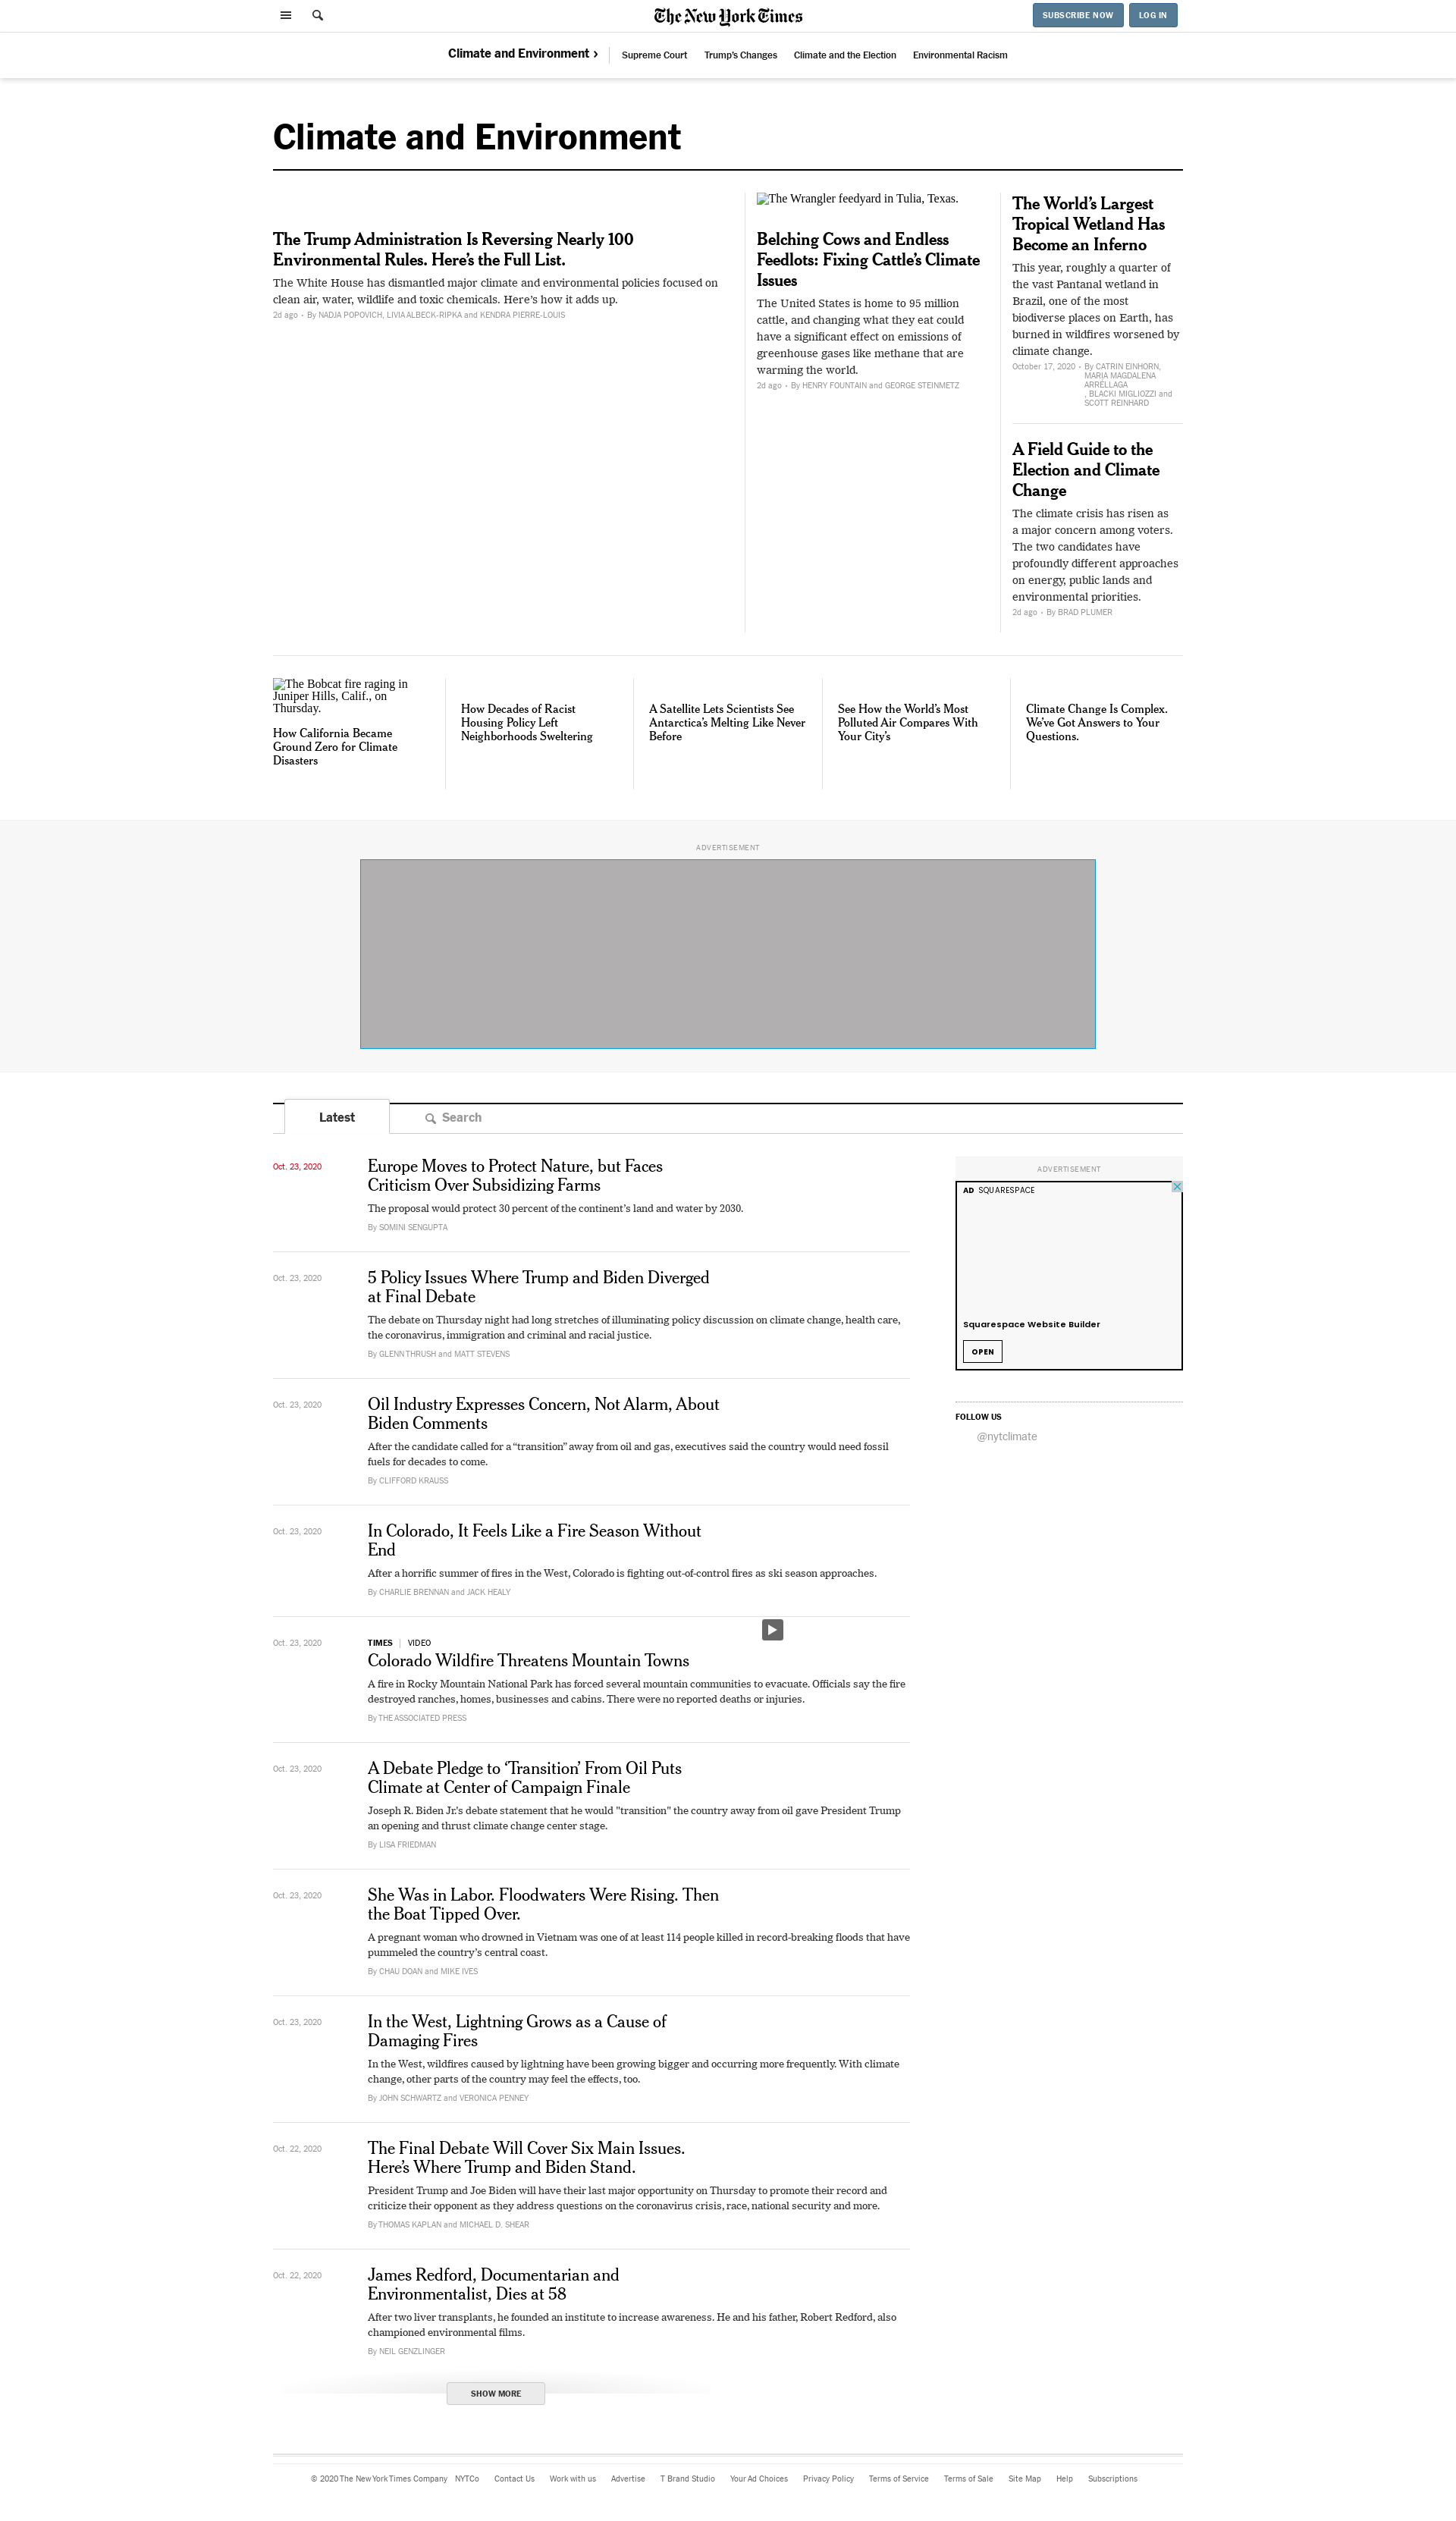 The New York Times
SUBSCRIBE NOW
LOG IN
Climate and Environment ›
Supreme Court
Trump's Changes
Climate and the Election
Environmental Racism
Climate and Environment
The Trump Administration Is Reversing Nearly 100
Environmental Rules. Here's the Full List.
The White House has dismantled major climate and environmental policies focused on
clean air, water, wildlife and toxic chemicals. Here's how it adds up.
2d ago • By NADJA POPOVICH, LIVIA ALBECK-RIPKA and KENDRA PIERRE-LOUIS
The Wrangler feedyard in Tulia, Texas.
Belching Cows and Endless
Feedlots: Fixing Cattle's Climate
Issues
The United States is home to 95 million
cattle, and changing what they eat could
have a significant effect on emissions of
greenhouse gases like methane that are
warming the world.
2d ago • By HENRY FOUNTAIN and GEORGE STEINMETZ
The World's Largest
Tropical Wetland Has
Become an Inferno
This year, roughly a quarter of
the vast Pantanal wetland in
Brazil, one of the most
biodiverse places on Earth, has
burned in wildfires worsened by
climate change.
October 17, 2020 • By CATRIN EINHORN,
MARIA MAGDALENA
ARRÉLLAGA
, BLACKI MIGLIOZZI and
SCOTT REINHARD
A Field Guide to the
Election and Climate
Change
The climate crisis has risen as
a major concern among voters.
The two candidates have
profoundly different approaches
on energy, public lands and
environmental priorities.
2d ago • By BRAD PLUMER
The Bobcat fire raging in
Juniper Hills, Calif., on
Thursday.
How California Became
Ground Zero for Climate
Disasters
How Decades of Racist
Housing Policy Left
Neighborhoods Sweltering
A Satellite Lets Scientists See
Antarctica's Melting Like Never
Before
See How the World's Most
Polluted Air Compares With
Your City's
Climate Change Is Complex.
We've Got Answers to Your
Questions.
ADVERTISEMENT
Latest
Search
Oct. 23, 2020
Europe Moves to Protect Nature, but Faces
Criticism Over Subsidizing Farms
The proposal would protect 30 percent of the continent's land and water by 2030.
By SOMINI SENGUPTA
Oct. 23, 2020
5 Policy Issues Where Trump and Biden Diverged
at Final Debate
The debate on Thursday night had long stretches of illuminating policy discussion on climate change, health care,
the coronavirus, immigration and criminal and racial justice.
By GLENN THRUSH and MATT STEVENS
Oct. 23, 2020
Oil Industry Expresses Concern, Not Alarm, About
Biden Comments
After the candidate called for a “transition” away from oil and gas, executives said the country would need fossil
fuels for decades to come.
By CLIFFORD KRAUSS
Oct. 23, 2020
In Colorado, It Feels Like a Fire Season Without
End
After a horrific summer of fires in the West, Colorado is fighting out-of-control fires as ski season approaches.
By CHARLIE BRENNAN and JACK HEALY
Oct. 23, 2020
TIMES | VIDEO
Colorado Wildfire Threatens Mountain Towns
A fire in Rocky Mountain National Park has forced several mountain communities to evacuate. Officials say the fire
destroyed ranches, homes, businesses and cabins. There were no reported deaths or injuries.
By THE ASSOCIATED PRESS
Oct. 23, 2020
A Debate Pledge to ‘Transition’ From Oil Puts
Climate at Center of Campaign Finale
Joseph R. Biden Jr.'s debate statement that he would "transition" the country away from oil gave President Trump
an opening and thrust climate change center stage.
By LISA FRIEDMAN
Oct. 23, 2020
She Was in Labor. Floodwaters Were Rising. Then
the Boat Tipped Over.
A pregnant woman who drowned in Vietnam was one of at least 114 people killed in record-breaking floods that have
pummeled the country's central coast.
By CHAU DOAN and MIKE IVES
Oct. 23, 2020
In the West, Lightning Grows as a Cause of
Damaging Fires
In the West, wildfires caused by lightning have been growing bigger and occurring more frequently. With climate
change, other parts of the country may feel the effects, too.
By JOHN SCHWARTZ and VERONICA PENNEY
Oct. 22, 2020
The Final Debate Will Cover Six Main Issues.
Here's Where Trump and Biden Stand.
President Trump and Joe Biden will have their last major opportunity on Thursday to promote their record and
criticize their opponent as they address questions on the coronavirus crisis, race, national security and more.
By THOMAS KAPLAN and MICHAEL D. SHEAR
Oct. 22, 2020
James Redford, Documentarian and
Environmentalist, Dies at 58
After two liver transplants, he founded an institute to increase awareness. He and his father, Robert Redford, also
championed environmental films.
By NEIL GENZLINGER
SHOW MORE
ADVERTISEMENT
AD SQUARESPACE
Squarespace Website Builder
OPEN
FOLLOW US
@nytclimate
© 2020 The New York Times Company NYTCo Contact Us Work with us Advertise T Brand Studio Your Ad Choices Privacy Policy Terms of Service Terms of Sale Site Map Help Subscriptions